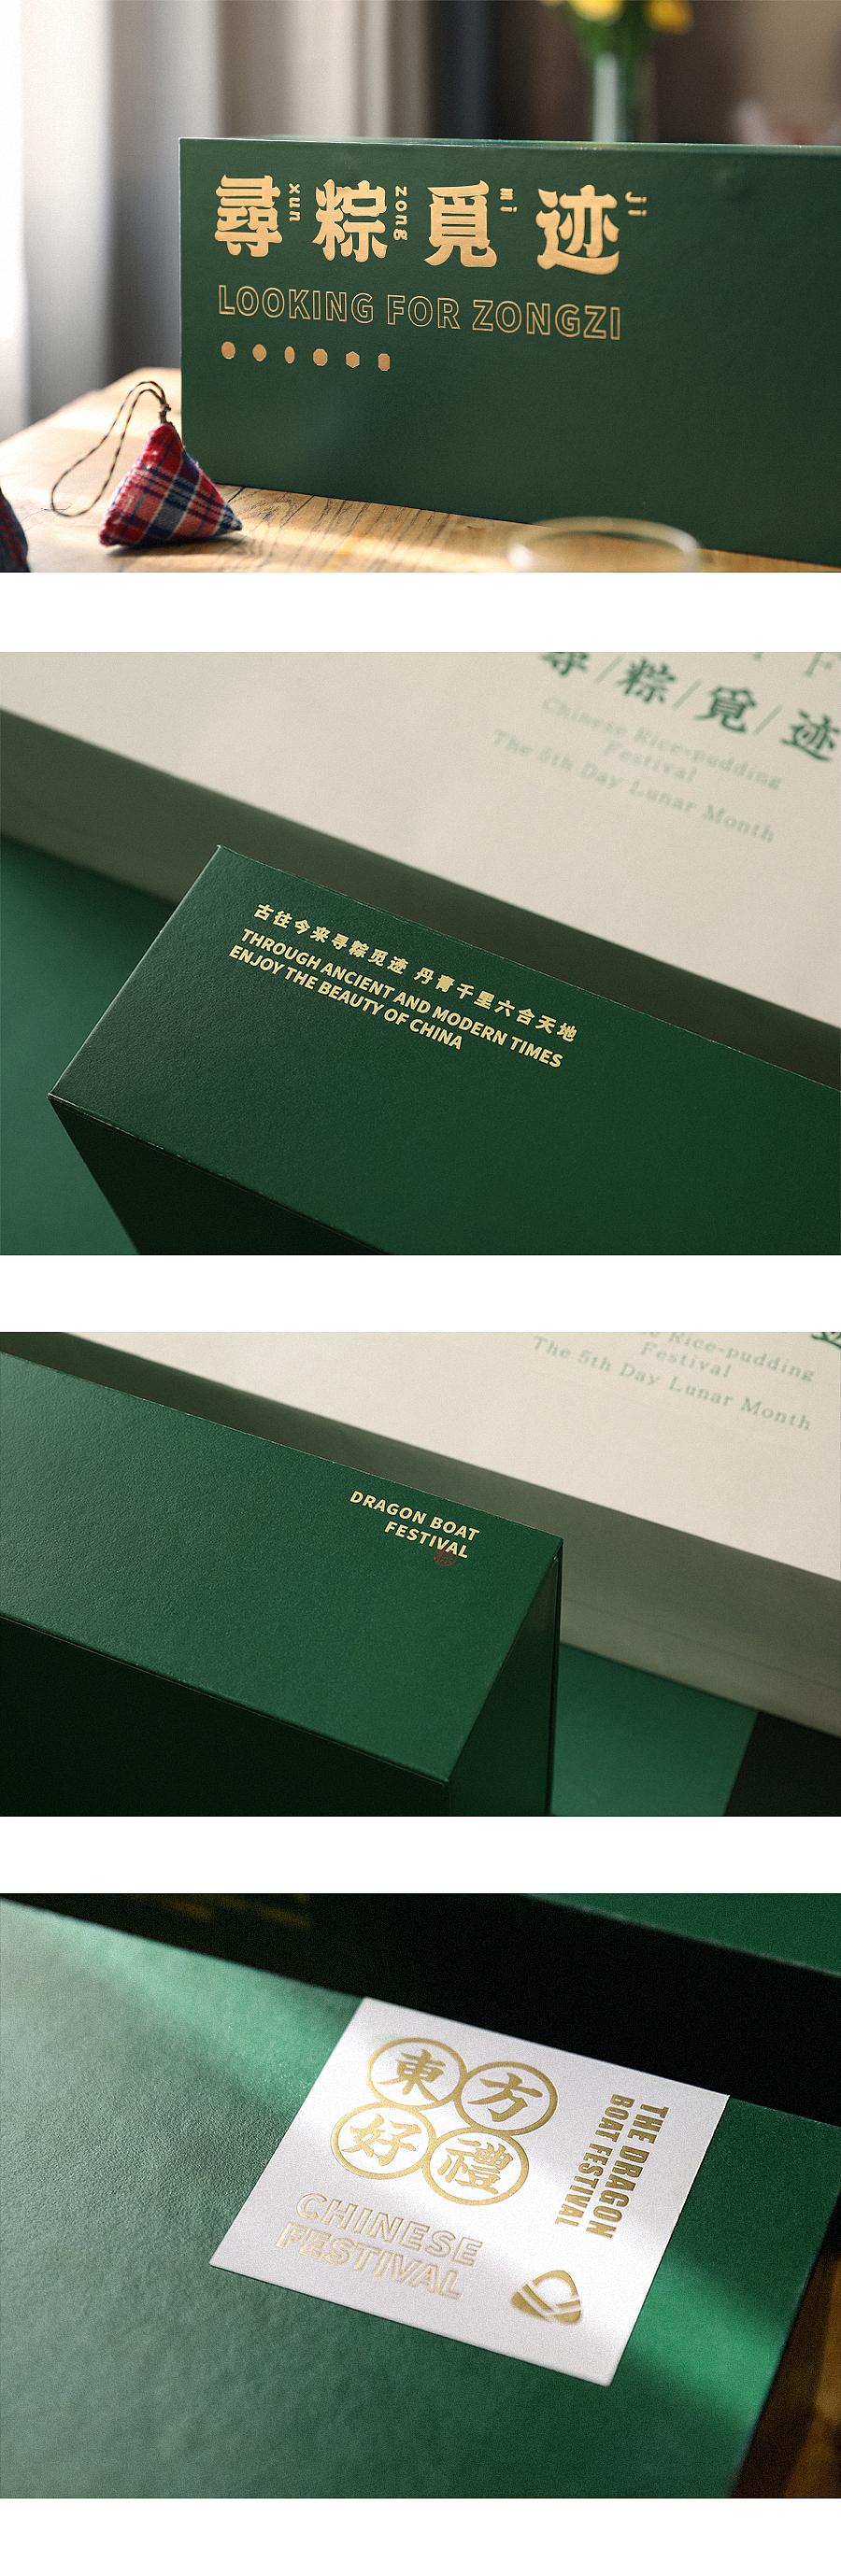 尋粽覓迹
xun zong mi ji
LOOKING FOR ZONGZI
F
尋/粽/覓/迹
Chinese Rice-pudding
Festival
The 5th Day Lunar Month
古往今来寻粽觅迹 丹青千里六合天地
THROUGH ANCIENT AND MODERN TIMES
ENJOY THE BEAUTY OF CHINA
Rice-pudding
Festival
The 5th Day Lunar Month
DRAGON BOAT
FESTIVAL
東方
好禮
THE DRAGON
BOAT FESTIVAL
CHINESE
FESTIVAL